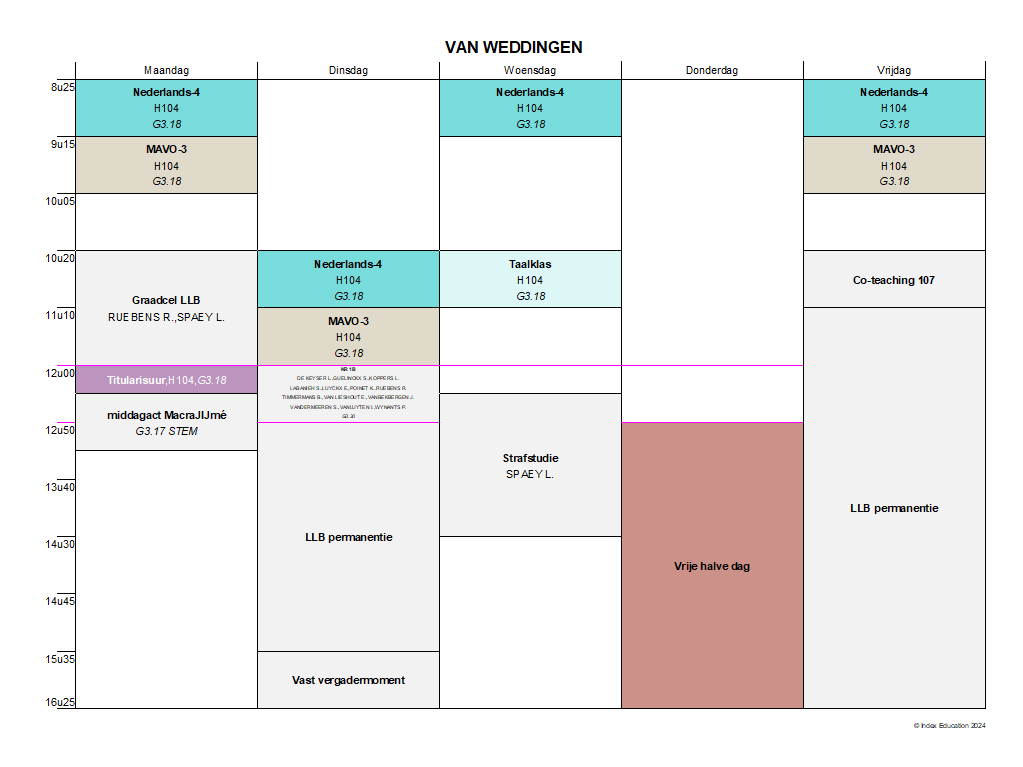 VAN WEDDINGEN
Maandag
Dinsdag
Woensdag
Donderdag
Vrijdag
8u25
9u15
10u05
10u20
11u10
12u00
12u50
13u40
14u30
14u45
15u35
16u25
Nederlands-4
H104
G3.18
MAVO-3
H104
G3.18
Graadcel LLB
RUEBENS R.,SPAEY L.
Titularisuur,H104,G3.18
middagact MacraJIJmé
G3.17 STEM
Nederlands-4
H104
G3.18
MAVO-3
H104
G3.18
KR 1B
DE KEYSER L.,GUELINCKX S.,KOPPERS L.
LABANIEH S.,LUYCKX E.,POINET K.,RUEBENS R.
TIMMERMANS B.,VAN LIESHOUT E.,VANGEKBERGEN J.
VANDERMEEREN S.,VANLUYTEN I.,WYNANTS P.
LLB permanentie
Vast vergadermoment
Nederlands-4
H104
G3.18
Taalklas
H104
G3.18
Strafstudie
SPAEY L.
Vrije halve dag
Nederlands-4
H104
G3.18
MAVO-3
H104
G3.18
Co-teaching 107
LLB permanentie
© Index Education 2024